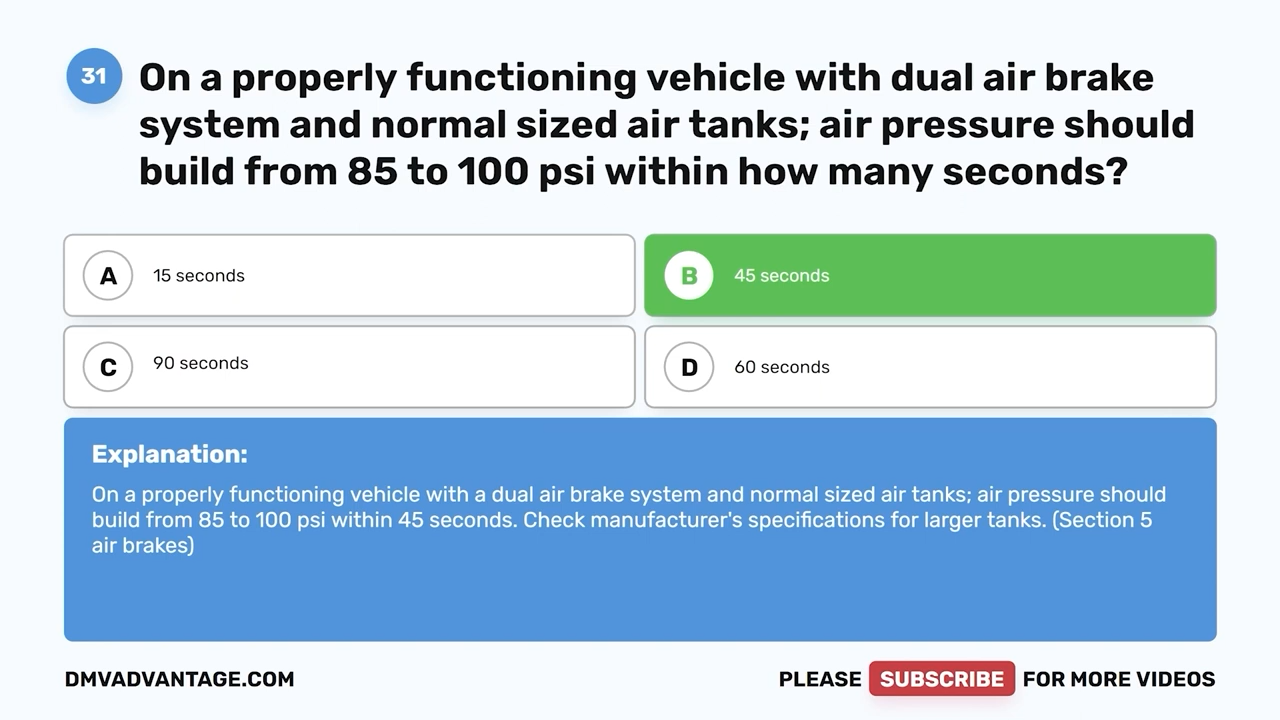 31
On a properly functioning vehicle with dual air brake
system and normal sized air tanks; air pressure should
build from 85 to 100 psi within how many seconds?
A 15 seconds
B 45 seconds
C 90 seconds
D 60 seconds
Explanation:
On a properly functioning vehicle with a dual air brake system and normal sized air tanks; air pressure should
build from 85 to 100 psi within 45 seconds. Check manufacturer's specifications for larger tanks. (Section 5
air brakes)
DMVADVANTAGE.COM
PLEASE SUBSCRIBE FOR MORE VIDEOS